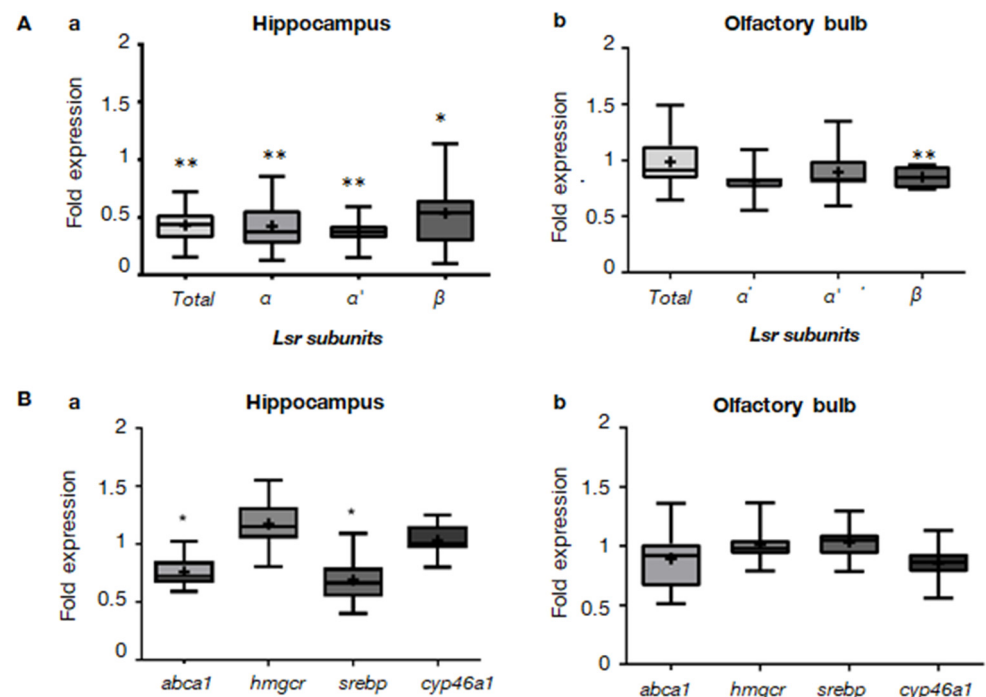 A a Hippocampus
2
1.5
1
0.5
0
Fold expression
**
**
**
*
Total α α' β
Lsr subunits
b Olfactory bulb
2
1.5
1
0.5
0
Fold expression
**
Total α' α' β
Lsr subunits
B a Hippocampus
2
1.5
1
0.5
0
Fold expression
*
*
abca1 hmgcr srebp cyp46a1
b Olfactory bulb
2
1.5
1
0.5
0
Fold expression
abca1 hmgcr srebp cyp46a1